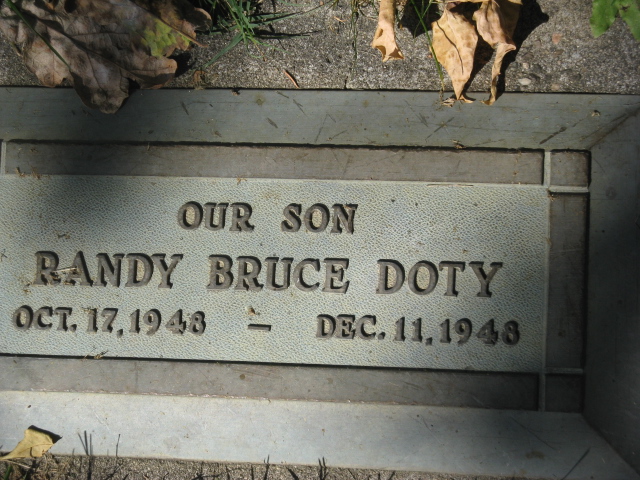 OUR SON
RANDY BRUCE DOTY
OCT. 17, 1948 — DEC. 11, 1948